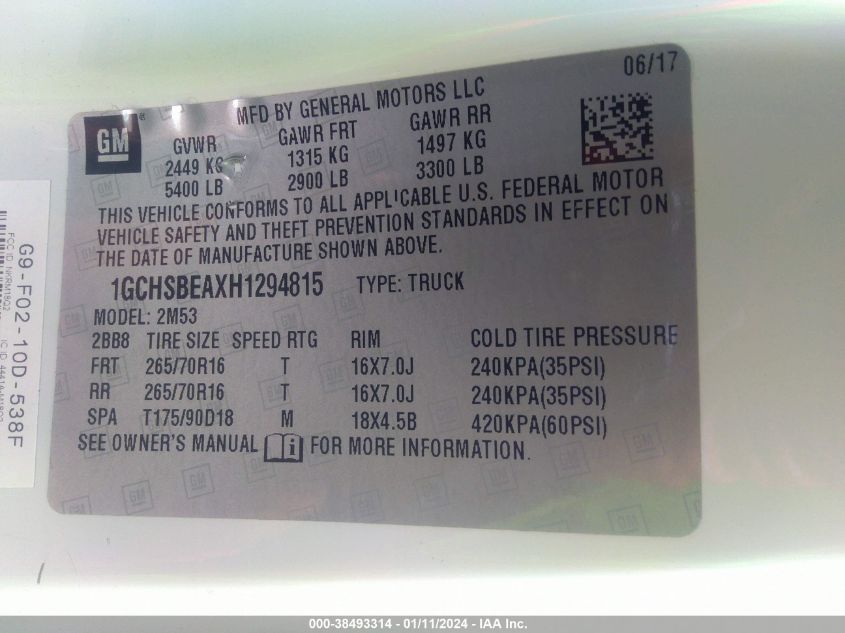 06/17
MFD BY GENERAL MOTORS LLC
GM
®
GVWR GAWR FRT GAWR RR
2449 KG 1315 KG 1497 KG
5400 LB 2900 LB 3300 LB
THIS VEHICLE CONFORMS TO ALL APPLICABLE U.S. FEDERAL MOTOR
VEHICLE SAFETY AND THEFT PREVENTION STANDARDS IN EFFECT ON
THE DATE OF MANUFACTURE SHOWN ABOVE.
1GCHSBEAXH1294815 TYPE: TRUCK
MODEL: 2M53
2BB8 TIRE SIZE SPEED RTG RIM COLD TIRE PRESSURE
FRT 265/70R16 T 16X7.0J 240KPA(35PSI)
RR 265/70R16 T 16X7.0J 240KPA(35PSI)
SPA T175/90D18 M 18X4.5B 420KPA(60PSI)
SEE OWNER'S MANUAL i FOR MORE INFORMATION.
G9-F02-10D-538F
FCC ID: NKRM18Q2
000-38493314 - 01/11/2024 - IAA Inc.